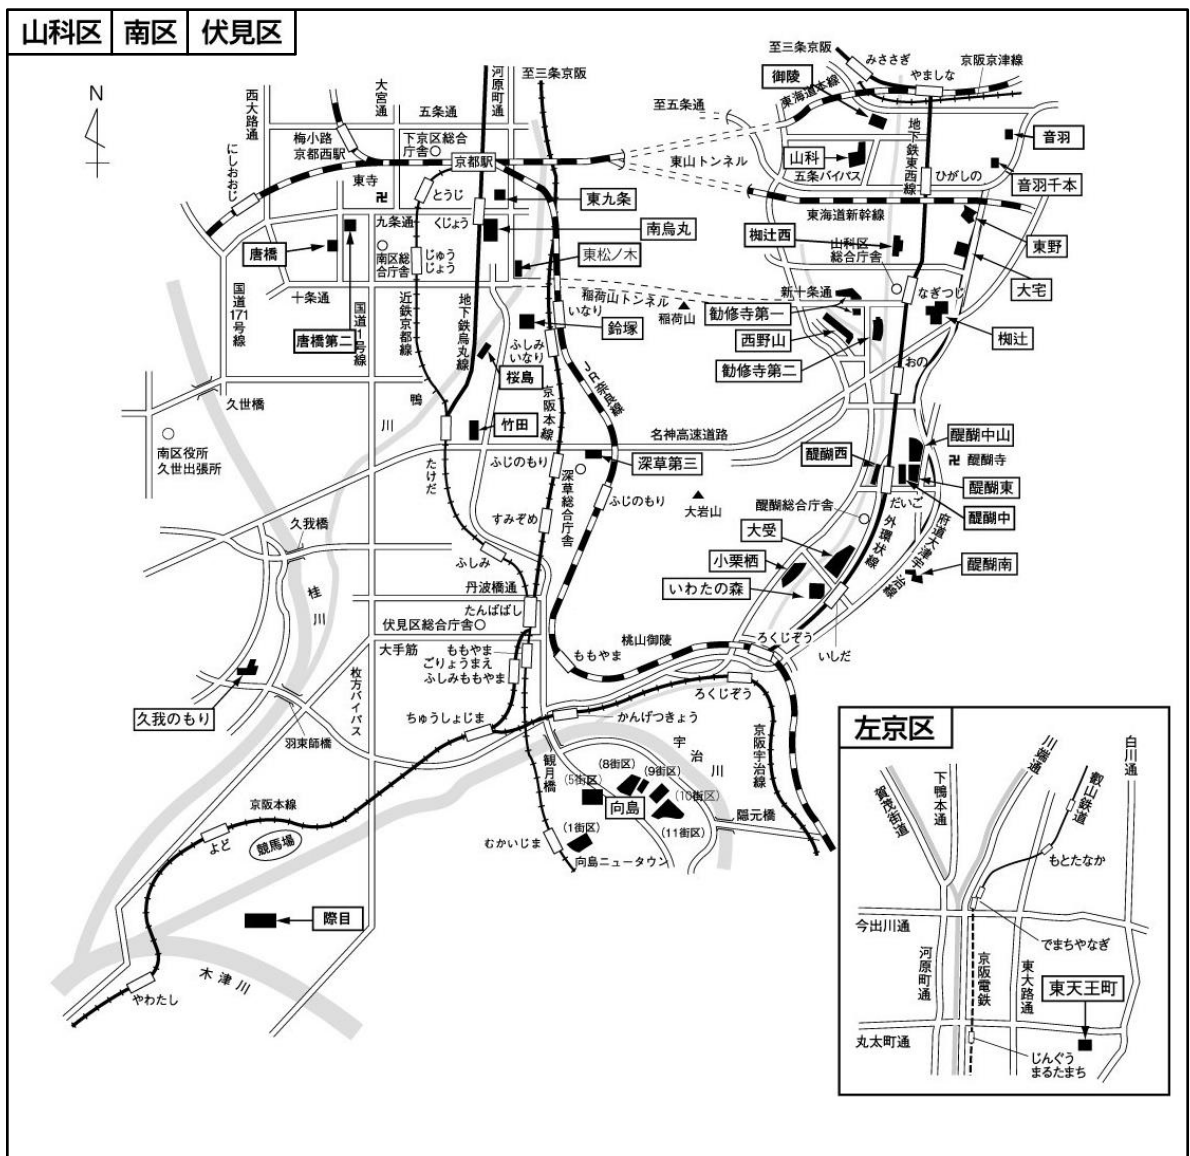 山科区
南区
伏見区
N
西大路通
大宮通
五条通
河原町通
至三条京阪
梅小路
京都西駅
下京区総合
庁舎
京都駅
にしおおじ
東寺
卍
とうじ
東九条
九条通
くじょう
南烏丸
唐橋
南区総
合庁舎
じゅう
じょう
東松ノ木
国道171号線
十条通
唐橋第二
国道1号線
近鉄京都線
地下鉄烏丸線
鈴塚
稲荷山トンネル
いなり
稲荷山
ふしみ
いなり
桜島
京阪本線
JR奈良線
久世橋
鴨
川
竹田
名神高速道路
南区役所
久世出張所
たけだ
ふじのもり
深草総合庁舎
深草第三
ふじのもり
大岩山
すみぞめ
久我橋
ふしみ
桂
川
丹波橋通
たんばばし
伏見区総合庁舎
大手筋
ももやま
ごりょうまえ
ふしみももやま
ももやま
桃山御陵
久我のもり
羽束師橋
枚方バイパス
ちゅうしょじま
かんげつきょう
観月橋
宇
治
川
京阪宇治線
(8街区)
(9街区)
(5街区)
(10街区)
向島
(11街区)
(1街区)
隠元橋
むかいじま
向島ニュータウン
京阪本線
よど
競馬場
際目
木津川
やわたし
至三条京阪
みささぎ
京阪京津線
御陵
やましな
東海道本線
至五条通
地下鉄東西線
音羽
東山トンネル
山科
五条バイパス
ひがしの
音羽千本
東海道新幹線
東野
椥辻西
山科区
総合庁舎
大宅
新十条通
なぎつじ
勧修寺第一
椥辻
西野山
勧修寺第二
おの
醍醐中山
醍醐西
卍 醍醐寺
醍醐東
だいご
醍醐中
醍醐総合庁舎
外環状線
府道大津宇治線
大受
小栗栖
醍醐南
いわたの森
ろくじぞう
いしだ
ろくじぞう
左京区
川端通
白川通
下鴨本通
賀茂街道
叡山鉄道
もとたなか
今出川通
でまちやなぎ
河原町通
京阪電鉄
東大路通
東天王町
丸太町通
じんぐう
まるたまち